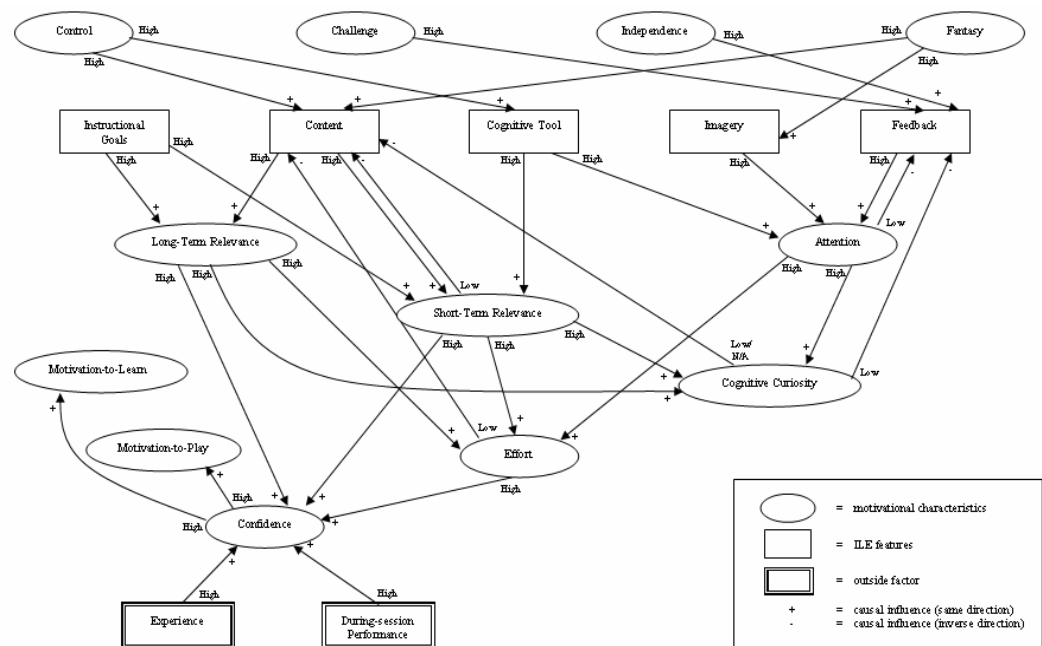 Control
High
High
Challenge
High
Independence
High
High
Fantasy
High
+
+
+
+
+
+
Instructional
Goals
High
High
Content
High
High
-
-
-
Cognitive Tool
High
High
Imagery
High
+
Feedback
High
-
-
+
+
+
+
+
Low
Long-Term Relevance
High
High
High
Attention
High
High
+
+
+
Low
Short-Term Relevance
High
High
High
+
Low/
N/A
+
+
Cognitive Curiosity
Low
Motivation-to-Learn
+
Motivation-to-Play
+
High
+
+
+
Low
Effort
High
High
+
+
+
Confidence
+
+
High
High
Experience
During-session
Performance
= motivational characteristics
= ILE features
= outside factor
+ = causal influence (same direction)
- = causal influence (inverse direction)